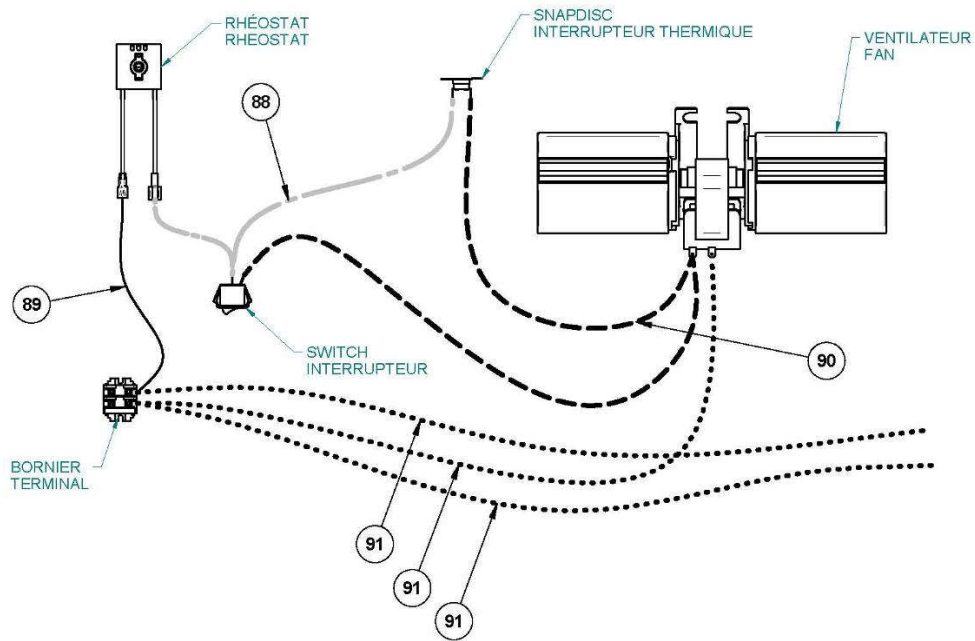 RHÉOSTAT
RHEOSTAT
SNAPDISC
INTERRUPTEUR THERMIQUE
VENTILATEUR
FAN
88
89
SWITCH
INTERRUPTEUR
90
BORNIER
TERMINAL
91
91
91